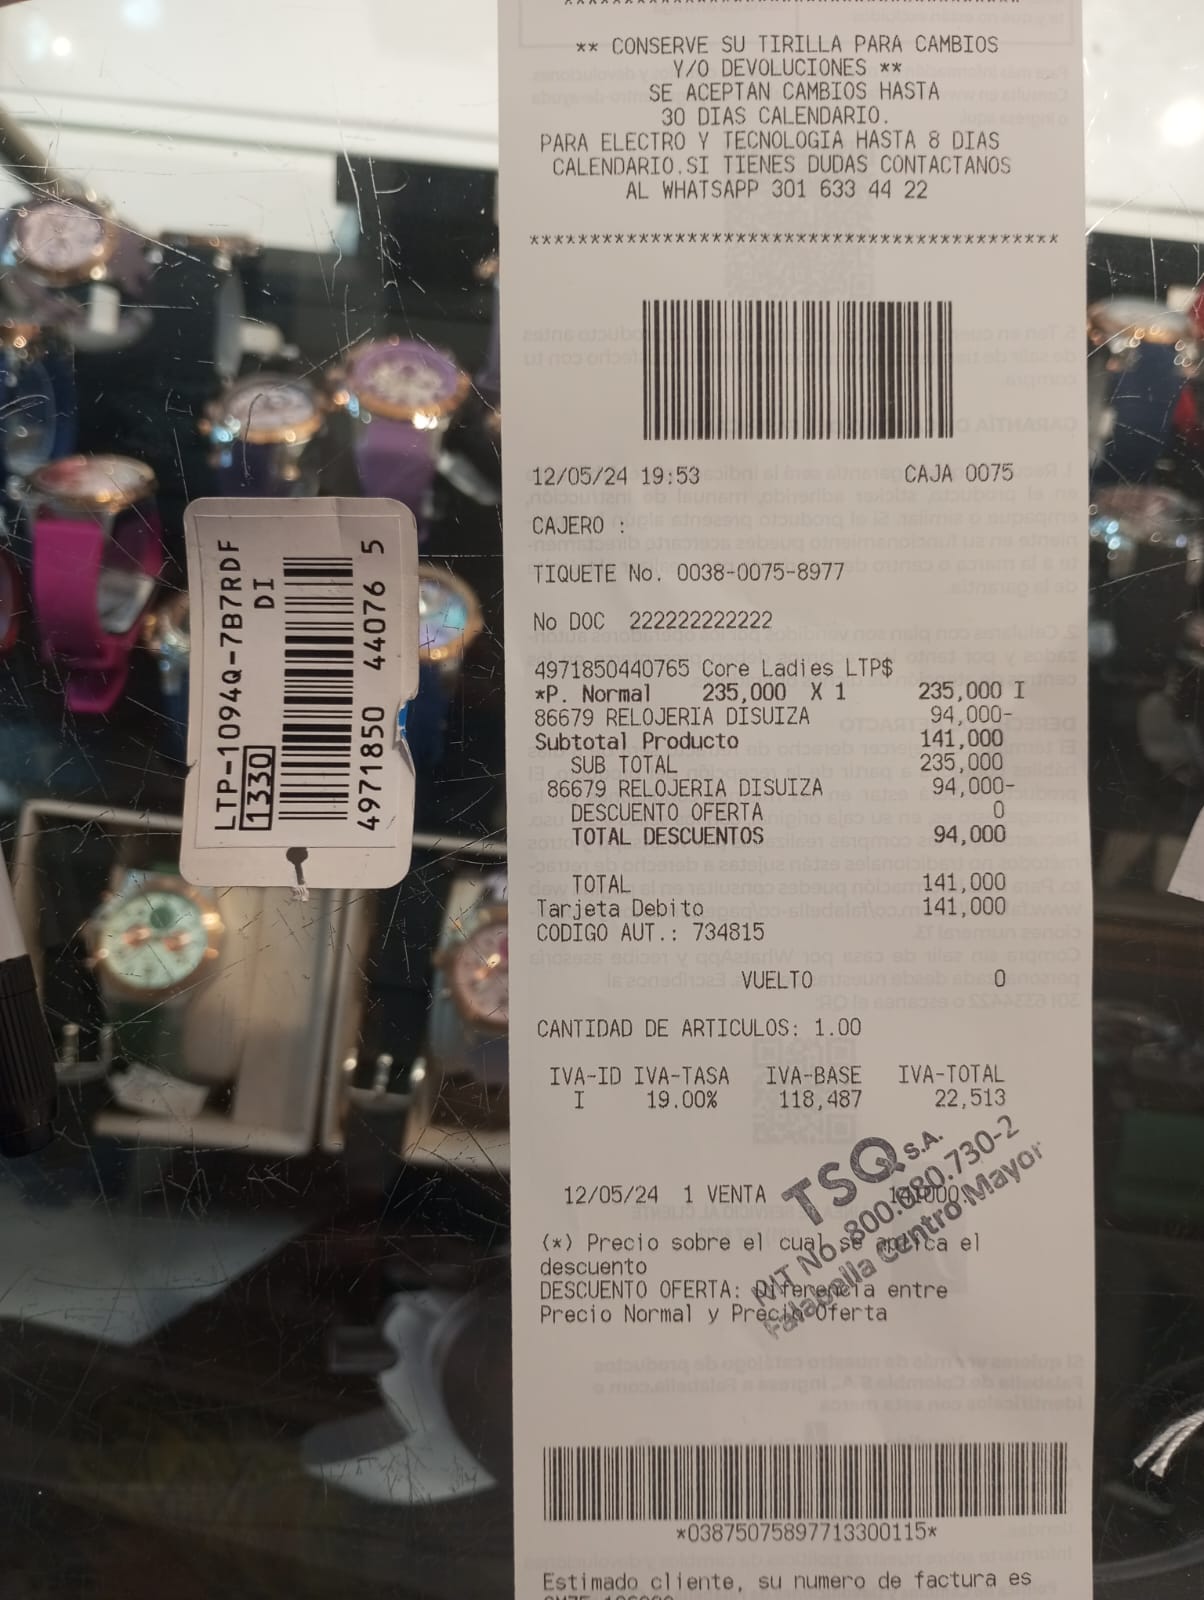 ** CONSERVE SU TIRILLA PARA CAMBIOS
Y/O DEVOLUCIONES **
SE ACEPTAN CAMBIOS HASTA
30 DIAS CALENDARIO.
PARA ELECTRO Y TECNOLOGIA HASTA 8 DIAS
CALENDARIO.SI TIENES DUDAS CONTACTANOS
AL WHATSAPP 301 633 44 22
********************************************
12/05/24 19:53 CAJA 0075
CAJERO :
TIQUETE No. 0038-0075-8977
No DOC 222222222222
4971850440765 Core Ladies LTP$
*P. Normal 235,000 X 1 235,000 I
86679 RELOJERIA DISUIZA 94,000-
Subtotal Producto 141,000
SUB TOTAL 235,000
86679 RELOJERIA DISUIZA 94,000-
DESCUENTO OFERTA 0
TOTAL DESCUENTOS 94,000
TOTAL 141,000
Tarjeta Debito 141,000
CODIGO AUT.: 734815
VUELTO 0
CANTIDAD DE ARTICULOS: 1.00
IVA-ID IVA-TASA IVA-BASE IVA-TOTAL
I 19.00% 118,487 22,513
12/05/24 1 VENTA
TSQ S.A.
NIT No. 800.080.730-2
Falabella Centro Mayor
(*) Precio sobre el cual se aplica el
descuento
DESCUENTO OFERTA: Diferencia entre
Precio Normal y Precio Oferta
*03875075897713300115*
Estimado cliente, su numero de factura es
LTP-1094Q-7B7RDF
DI
1330
4971850 44076 5